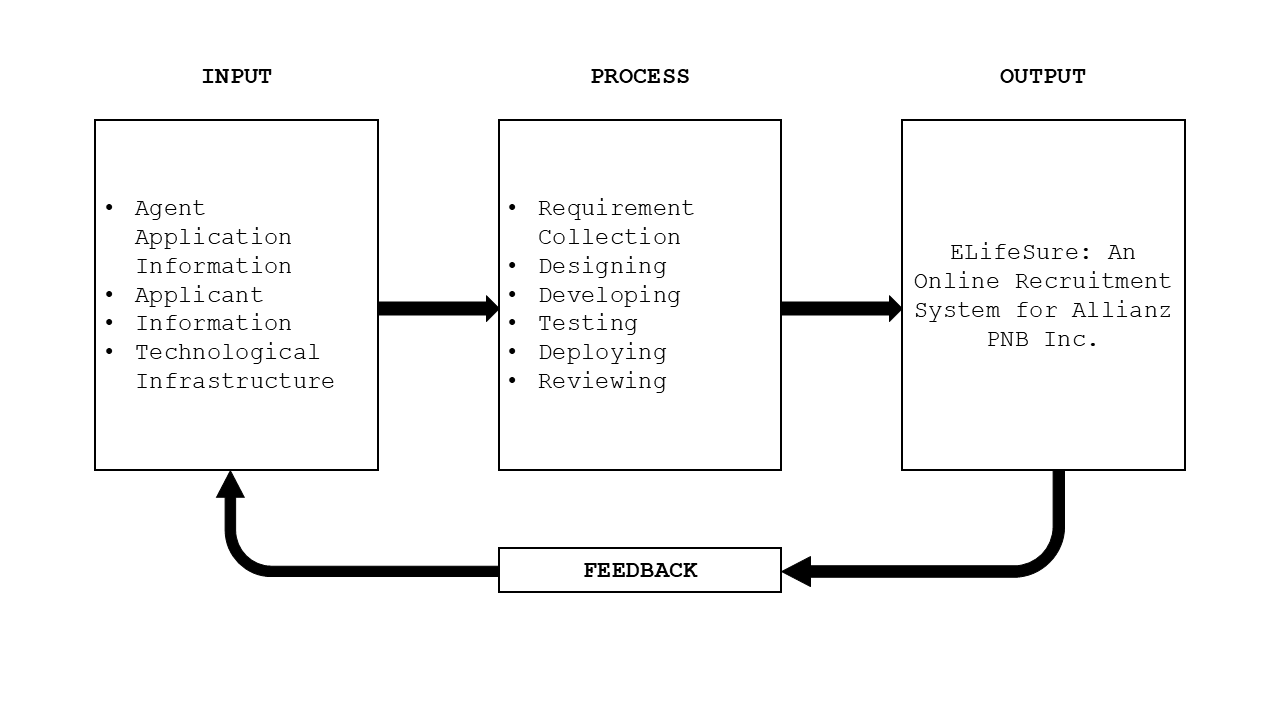 INPUT
PROCESS
OUTPUT
• Agent
Application
Information
• Applicant
• Information
• Technological
Infrastructure
• Requirement
Collection
• Designing
• Developing
• Testing
• Deploying
• Reviewing
ELifeSure: An
Online Recruitment
System for Allianz
PNB Inc.
FEEDBACK